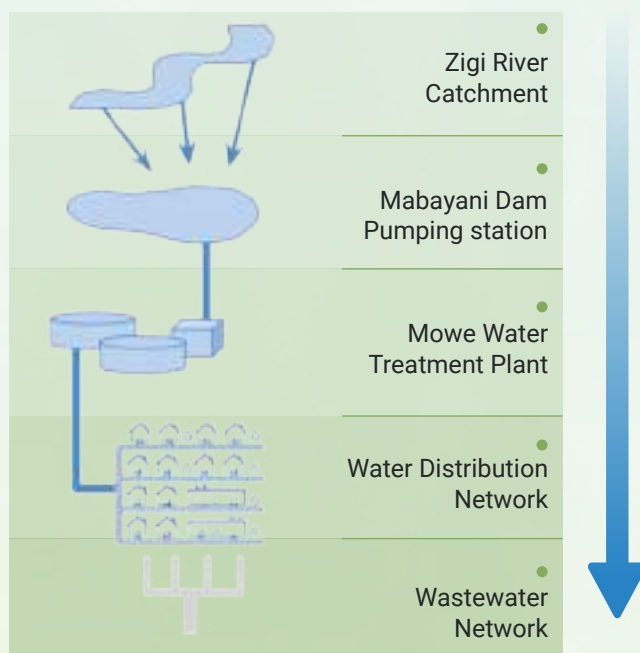 Zigi River
Catchment
Mabayani Dam
Pumping station
Mowe Water
Treatment Plant
Water Distribution
Network
Wastewater
Network